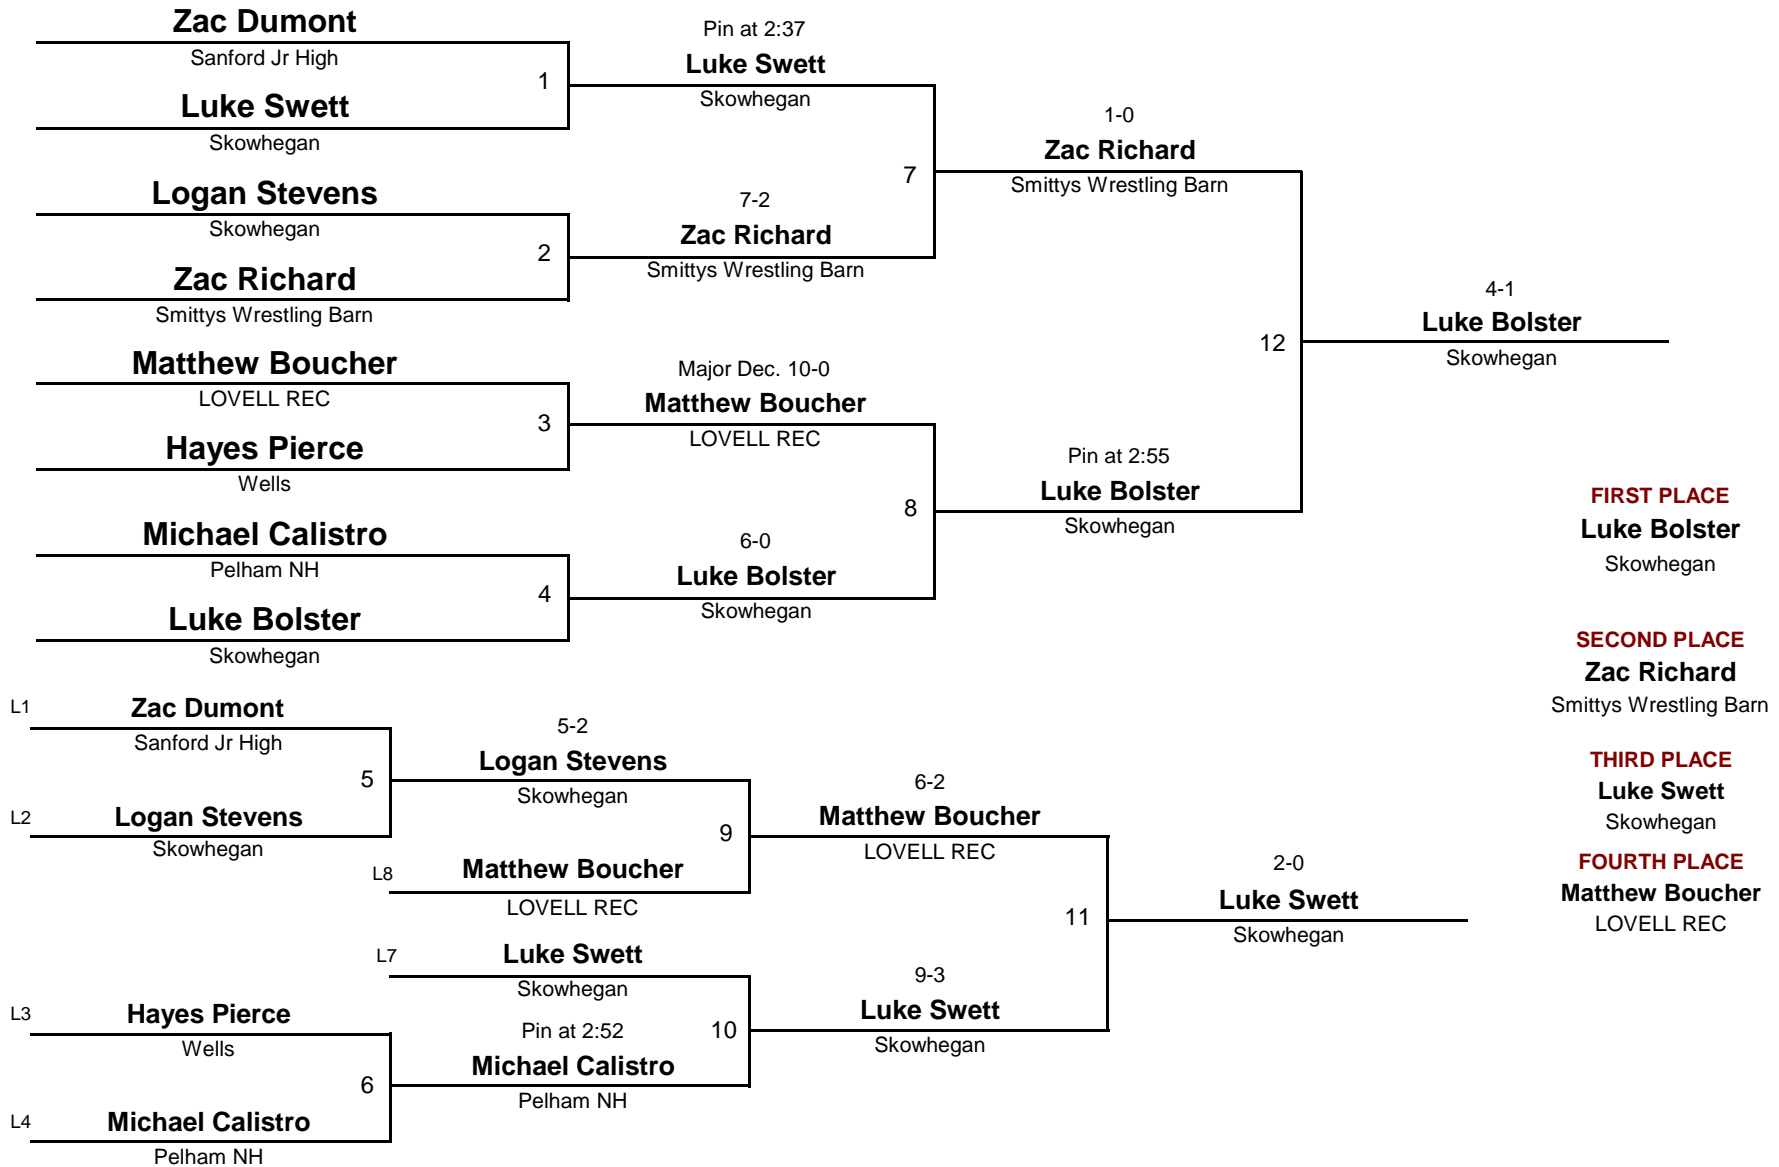 Zac Dumont
Sanford Jr High
1
Luke Swett
Skowhegan
Logan Stevens
Skowhegan
2
Zac Richard
Smittys Wrestling Barn
Matthew Boucher
LOVELL REC
3
Hayes Pierce
Wells
Michael Calistro
Pelham NH
4
Luke Bolster
Skowhegan
Pin at 2:37
Luke Swett
Skowhegan
7
7-2
Zac Richard
Smittys Wrestling Barn
Major Dec. 10-0
Matthew Boucher
LOVELL REC
8
6-0
Luke Bolster
Skowhegan
1-0
Zac Richard
Smittys Wrestling Barn
12
Pin at 2:55
Luke Bolster
Skowhegan
4-1
Luke Bolster
Skowhegan
L1
Zac Dumont
Sanford Jr High
5
L2
Logan Stevens
Skowhegan
L3
Hayes Pierce
Wells
6
L4
Michael Calistro
Pelham NH
5-2
Logan Stevens
Skowhegan
9
L8
Matthew Boucher
LOVELL REC
L7
Luke Swett
Skowhegan
10
Pin at 2:52
Michael Calistro
Pelham NH
6-2
Matthew Boucher
LOVELL REC
11
9-3
Luke Swett
Skowhegan
2-0
Luke Swett
Skowhegan
FIRST PLACE
Luke Bolster
Skowhegan
SECOND PLACE
Zac Richard
Smittys Wrestling Barn
THIRD PLACE
Luke Swett
Skowhegan
FOURTH PLACE
Matthew Boucher
LOVELL REC